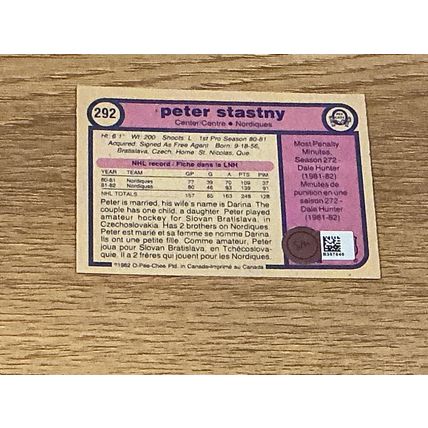 292
peter stastny
Center/Centre • Nordiques
Ht: 6'1" Wt: 200 Shoots: L 1st Pro Season 80-81
Acquired: Signed As Free Agent Born: 9-18-56,
Bratislava, Czech. Home: St. Nicolas, Que.
NHL record/Fiche dans la LNH
YEAR TEAM GP G A PTS PIM
80-81 Nordiques 77 39 70 109 37
81-82 Nordiques 80 46 93 139 91
NHL TOTALS 157 85 163 248 128
Peter is married, his wife's name is Darina. The
couple has one child, a daughter. Peter played
amateur hockey for Slovan Bratislava, in
Czechoslovakia. Has 2 brothers on Nordiques.
Peter est marié et sa femme se nomme Darina.
Ils ont une petite fille. Comme amateur, Peter
joua pour Slovan Bratislava, en Tchécoslova-
quie. Il a 2 frères qui jouent pour les Nordiques.
©1982 O-Pee-Chee Ptd. in Canada-Imprimé au Canada
Most Penalty
Minutes,
Season 272 -
Dale Hunter
(1981-82)
Minutes de
punition en une
saison 272 -
Dale Hunter
(1981-82)